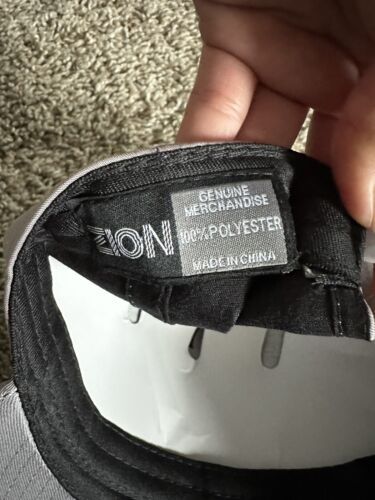 ZION
GENUINE
MERCHANDISE
100% POLYESTER
MADE IN CHINA